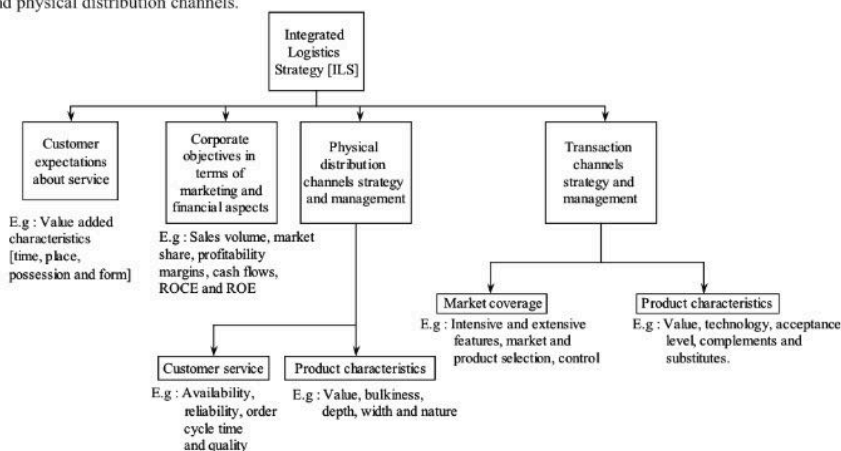 nd physical distribution channels.
Integrated
Logistics
Strategy [ILS]
Customer
expectations
about service
Corporate
objectives in
terms of
marketing and
financial aspects
Physical
distribution
channels strategy
and management
Transaction
channels
strategy and
management
E.g : Value added
characteristics
[time, place,
possession and form]
E.g : Sales volume, market
share, profitability
margins, cash flows,
ROCE and ROE
Market coverage
E.g : Intensive and extensive
features, market and
product selection, control
Product characteristics
E.g : Value, technology, acceptance
level, complements and
substitutes.
Customer service
E.g : Availability,
reliability, order
cycle time
and quality
Product characteristics
E.g : Value, bulkiness,
depth, width and nature